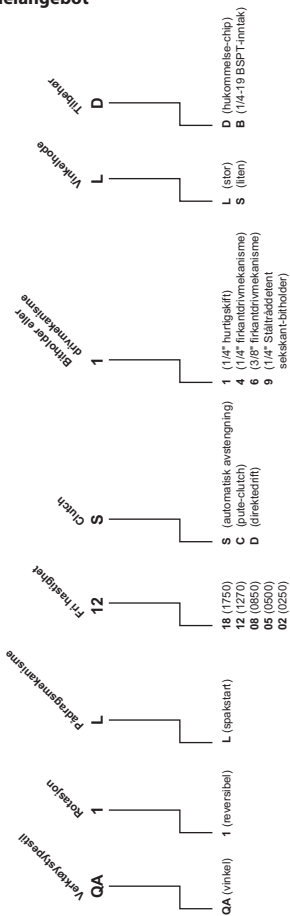 elangebot
Verktøystypestil
QA
QA (vinkel)
Rotasjon
1
1 (reversibel)
Pådragsmekanisme
L
L (spakstart)
Fri hastighet
12
18 (1750)
12 (1270)
08 (0850)
05 (0500)
02 (0250)
Clutch
S
S (automatisk avstengning)
C (pute-clutch)
D (direktedrift)
Bitholder eller
drivmekanisme
1
1 (1/4" hurtigskift)
4 (1/4" firkantdrivmekanisme)
6 (3/8" firkantdrivmekanisme)
9 (1/4" Ståltråddetent
sekskant-bitholder)
Vinkelhode
L
L (stor)
S (liten)
Tilbehør
D
D (hukommelse-chip)
B (1/4-19 BSPT-inntak)